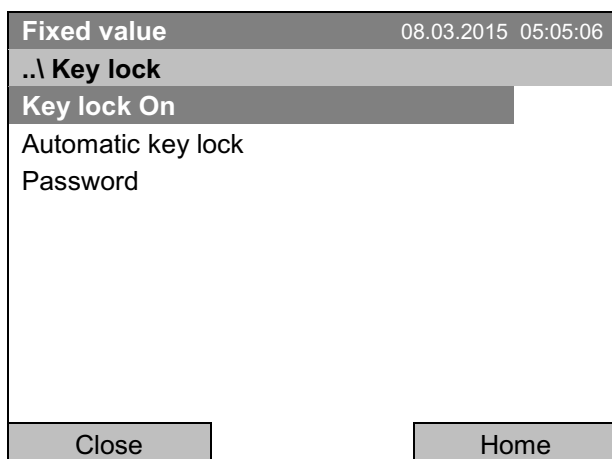 Fixed value 08.03.2015 05:05:06
..\ Key lock
Key lock On
Automatic key lock
Password
Close Home